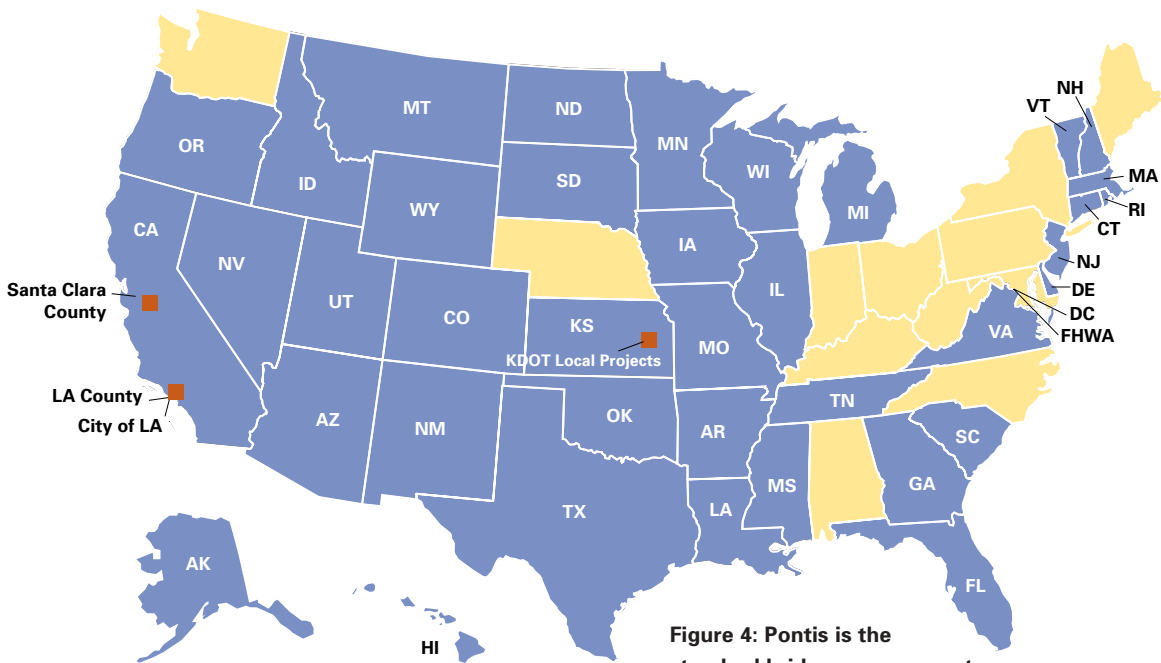 NH
VT
MT
ND
MN
OR
WI
MA
ID
SD
RI
WY
MI
CT
CA
IA
NV
NJ
Santa Clara
County
UT
CO
IL
DE
DC
KS
VA
FHWA
MO
KDOT Local Projects
LA County
City of LA
AZ
NM
OK
TN
AR
SC
TX
MS
GA
LA
AK
FL
HI
Figure 4: Pontis is the